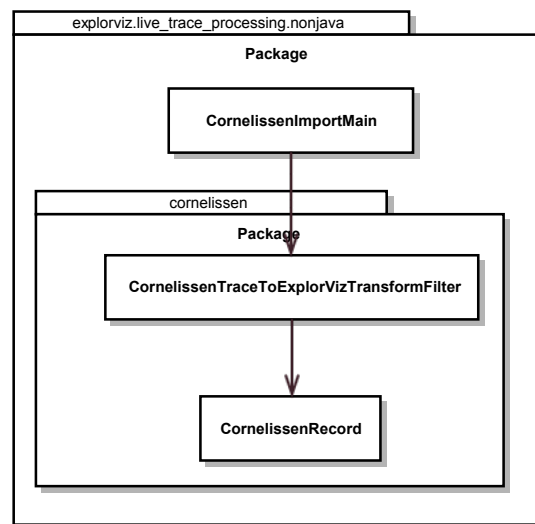 explorviz.live_trace_processing.nonjava
Package
CornelissenImportMain
cornelissen
Package
CornelissenTraceToExplorVizTransformFilter
CornelissenRecord